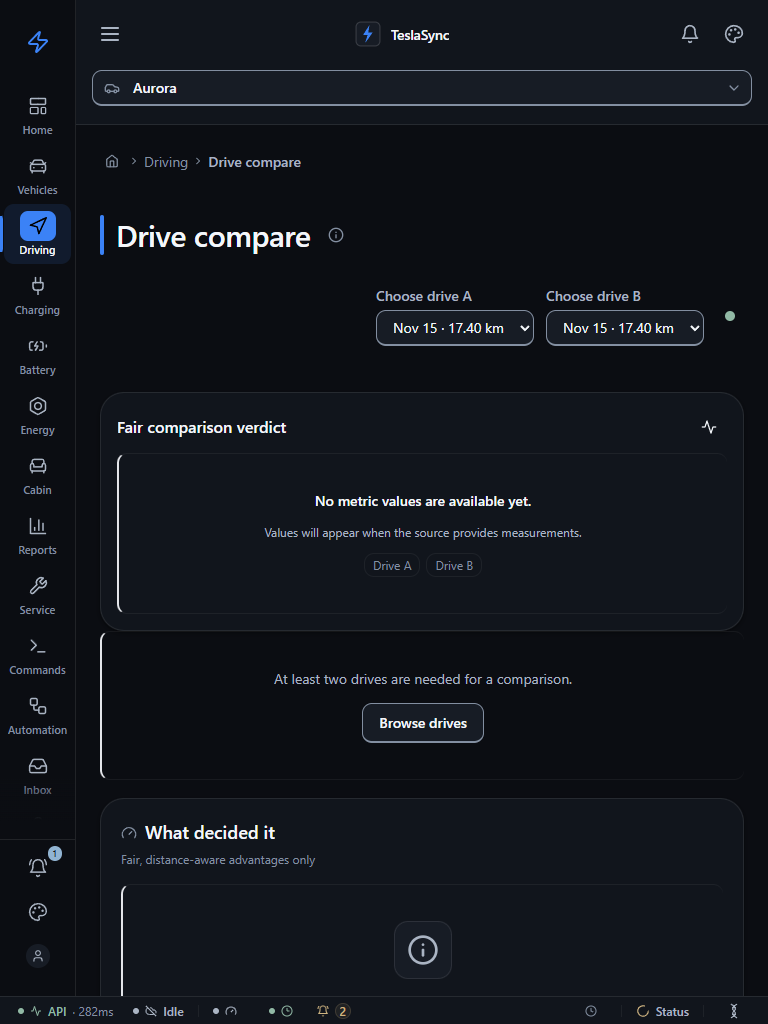 TeslaSync
Aurora
Home
Vehicles
Driving
Charging
Battery
Energy
Cabin
Reports
Service
Commands
Automation
Inbox
1
Driving
Drive compare
Drive compare
Choose drive A
Choose drive B
Nov 15 · 17.40 km
Nov 15 · 17.40 km
Fair comparison verdict
No metric values are available yet.
Values will appear when the source provides measurements.
Drive A
Drive B
At least two drives are needed for a comparison.
Browse drives
What decided it
Fair, distance-aware advantages only
API · 282ms
Idle
2
Status